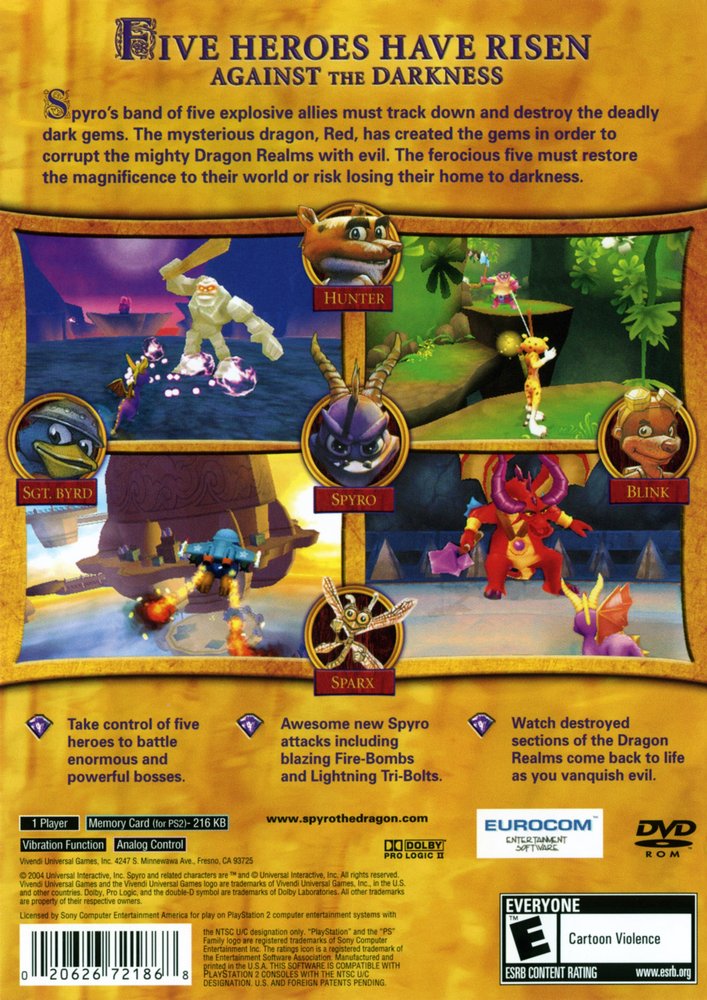 FIVE HEROES HAVE RISEN
AGAINST THE DARKNESS
Spyro's band of five explosive allies must track down and destroy the deadly
dark gems. The mysterious dragon, Red, has created the gems in order to
corrupt the mighty Dragon Realms with evil. The ferocious five must restore
the magnificence to their world or risk losing their home to darkness.
HUNTER
SGT. BYRD
SPYRO
BLINK
SPARX
Take control of five
heroes to battle
enormous and
powerful bosses.
Awesome new Spyro
attacks including
blazing Fire-Bombs
and Lightning Tri-Bolts.
Watch destroyed
sections of the Dragon
Realms come back to life
as you vanquish evil.
1 Player
Memory Card (for PS2)- 216 KB
Vibration Function
Analog Control
www.spyrothedragon.com
DOLBY
PRO LOGIC II
EUROCOM™
ENTERTAINMENT
SOFTWARE
DVD
ROM
Vivendi Universal Games, Inc. 4247 S. Minnewawa Ave., Fresno, CA 93725
© 2004 Universal Interactive, Inc. Spyro and related characters are ™ and © Universal Interactive, Inc. All rights reserved.
Vivendi Universal Games and the Vivendi Universal Games logo are trademarks of Vivendi Universal Games, Inc., in the U.S.
and other countries. Dolby, Pro Logic, and the double-D symbol are trademarks of Dolby Laboratories. All other trademarks
are property of their respective owners.
Licensed by Sony Computer Entertainment America for play on PlayStation 2 computer entertainment systems with
the NTSC U/C designation only. "PlayStation" and the "PS"
Family logo are registered trademarks of Sony Computer
Entertainment Inc. The ratings icon is a registered trademark of
the Entertainment Software Association. Manufactured and
printed in the U.S.A. THIS SOFTWARE IS COMPATIBLE WITH
PLAYSTATION 2 CONSOLES WITH THE NTSC U/C
DESIGNATION. U.S. AND FOREIGN PATENTS PENDING.
0 20626 72186 8
EVERYONE
E
Cartoon Violence
ESRB CONTENT RATING
www.esrb.org